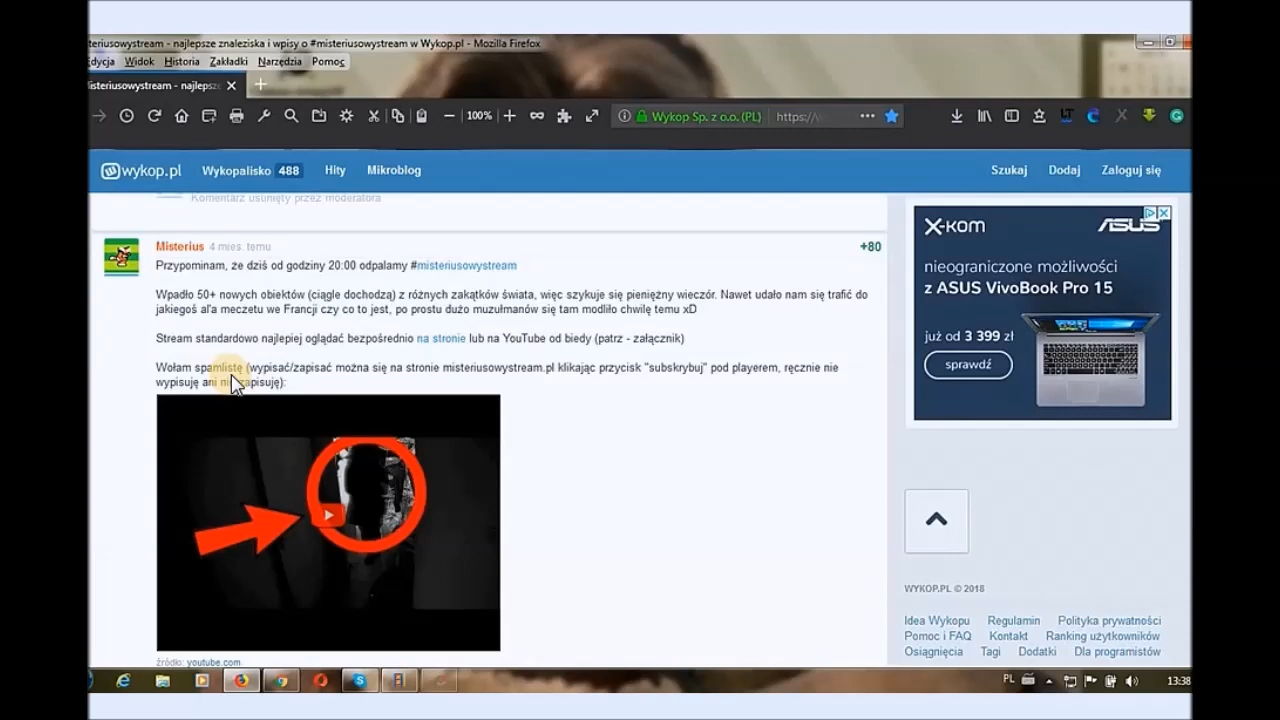 isteriusowystream - najlepsze znaleziska i wpisy o #misteriusowystream w Wykop.pl - Mozilla Firefox
dycja Widok Historia Zakładki Narzędzia Pomoc
isteriusowystream - najlepsze
100% Wykop Sp. z o.o. (PL) https://
wykop.pl Wykopalisko 488 Hity Mikroblog Szukaj Dodaj Zaloguj się
Komentarz usunięty przez moderatora
Misterius 4 mies. temu +80
Przypominam, że dziś od godziny 20:00 odpalamy #misteriusowystream
Wpadło 50+ nowych obiektów (ciągle dochodzą) z różnych zakątków świata, więc szykuje się pieniężny wieczór. Nawet udało nam się trafić do
jakiegoś al'a meczetu we Francji czy co to jest, po prostu dużo muzułmanów się tam modliło chwilę temu xD
Stream standardowo najlepiej oglądać bezpośrednio na stronie lub na YouTube od biedy (patrz - załącznik)
Wołam spamlistę (wypisać/zapisać można się na stronie misteriusowystream.pl klikając przycisk "subskrybuj" pod playerem, ręcznie nie
wypisuję ani nie zapisuję):
źródło: youtube.com
x-kom ASUS
nieograniczone możliwości
z ASUS VivoBook Pro 15
już od 3 399 zł
sprawdź
WYKOP.PL © 2018
Idea Wykopu Regulamin Polityka prywatności
Pomoc i FAQ Kontakt Ranking użytkowników
Osiągnięcia Tagi Dodatki Dla programistów
PL 13:38